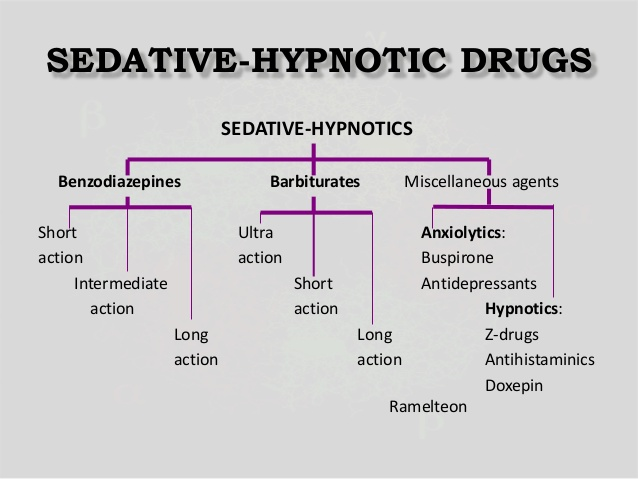 SEDATIVE-HYPNOTIC DRUGS
SEDATIVE-HYPNOTICS
Benzodiazepines
Short
action
Intermediate
action
Long
action
Barbiturates
Ultra
action
Short
action
Long
action
Miscellaneous agents
Anxiolytics:
Buspirone
Antidepressants
Hypnotics:
Z-drugs
Antihistaminics
Doxepin
Ramelteon